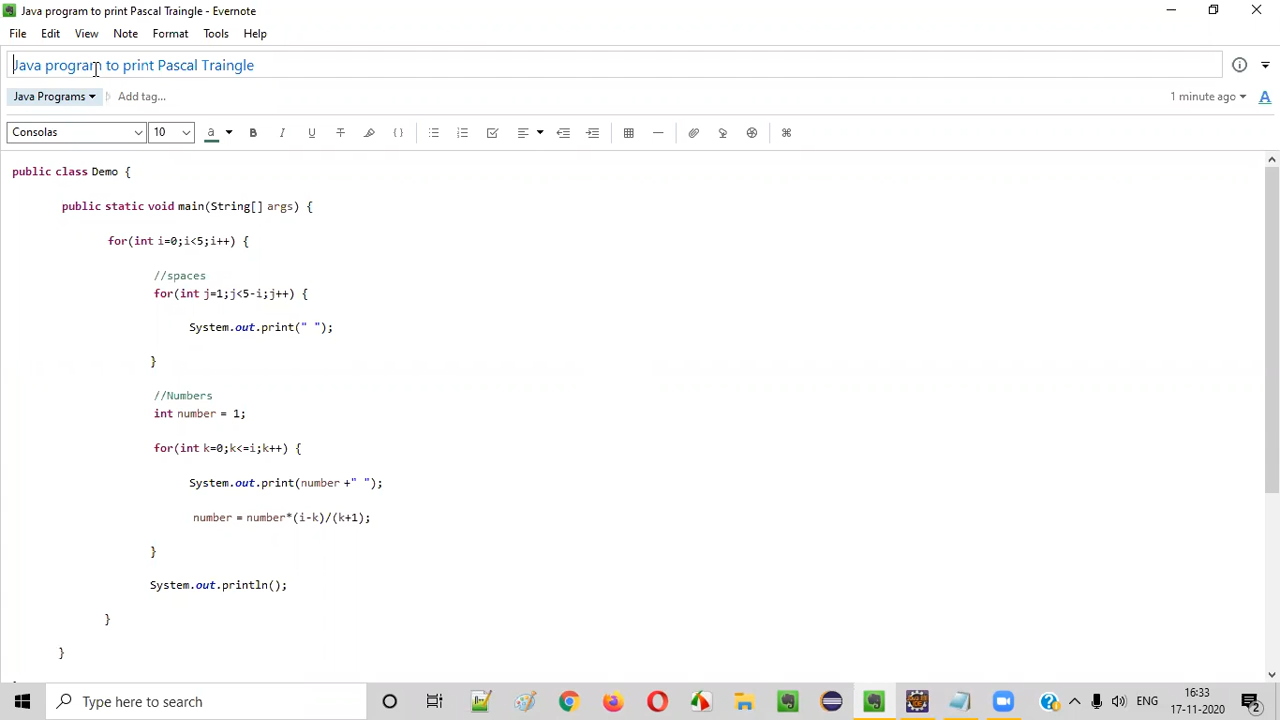 Java program to print Pascal Traingle - Evernote
File Edit View Note Format Tools Help
Java program to print Pascal Traingle
Java Programs Add tag... 1 minute ago
Consolas 10
public class Demo {
public static void main(String[] args) {
for(int i=0;i<5;i++) {
//spaces
for(int j=1;j<5-i;j++) {
System.out.print(" ");
}
//Numbers
int number = 1;
for(int k=0;k<=i;k++) {
System.out.print(number +" ");
number = number*(i-k)/(k+1);
}
System.out.println();
}
}
Type here to search ENG 16:33
17-11-2020